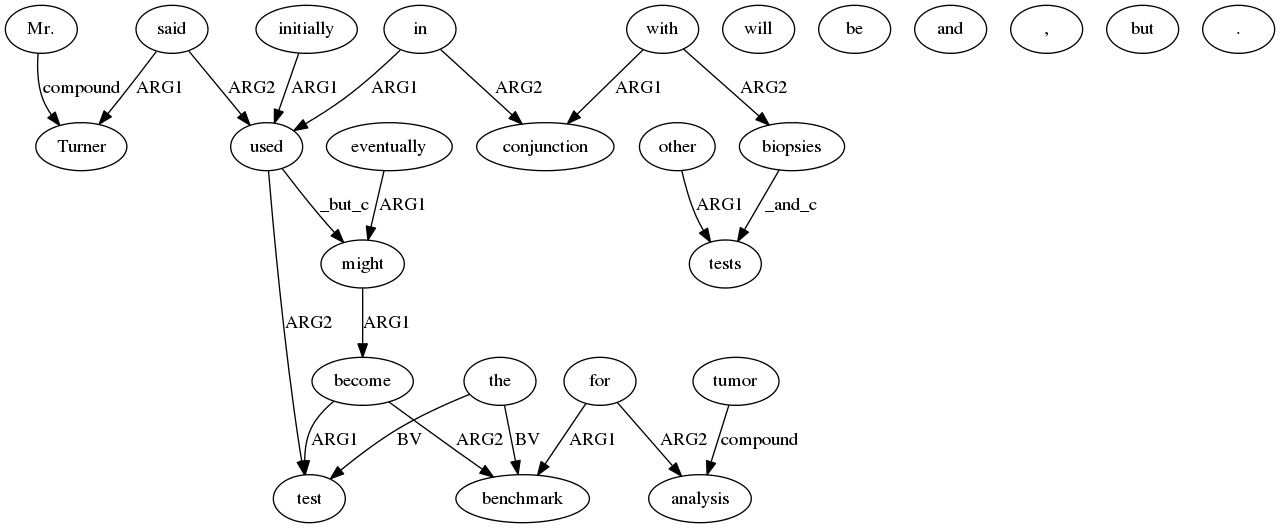 Mr. said initially in with will be and , but .
compound ARG1 ARG2 ARG1 ARG1 ARG2 ARG1 ARG2
Turner used eventually conjunction other biopsies
_but_c ARG1 ARG1 _and_c
might tests
ARG2 ARG1
become the for tumor
ARG1 BV ARG2 BV ARG1 ARG2 compound
test benchmark analysis